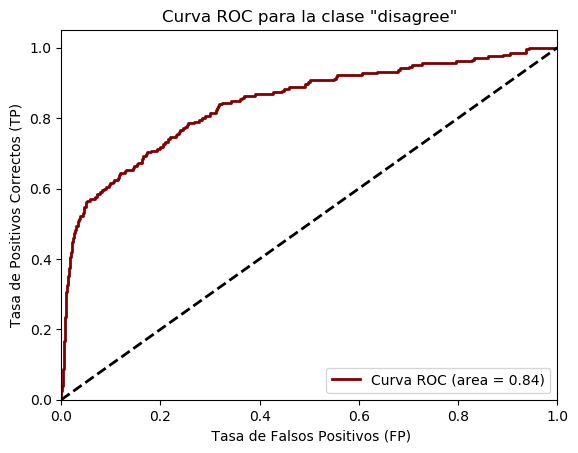 Curva ROC para la clase "disagree"
1.0
0.8
0.6
0.4
0.2
0.0
Tasa de Positivos Correctos (TP)
Curva ROC (area = 0.84)
0.0 0.2 0.4 0.6 0.8 1.0
Tasa de Falsos Positivos (FP)